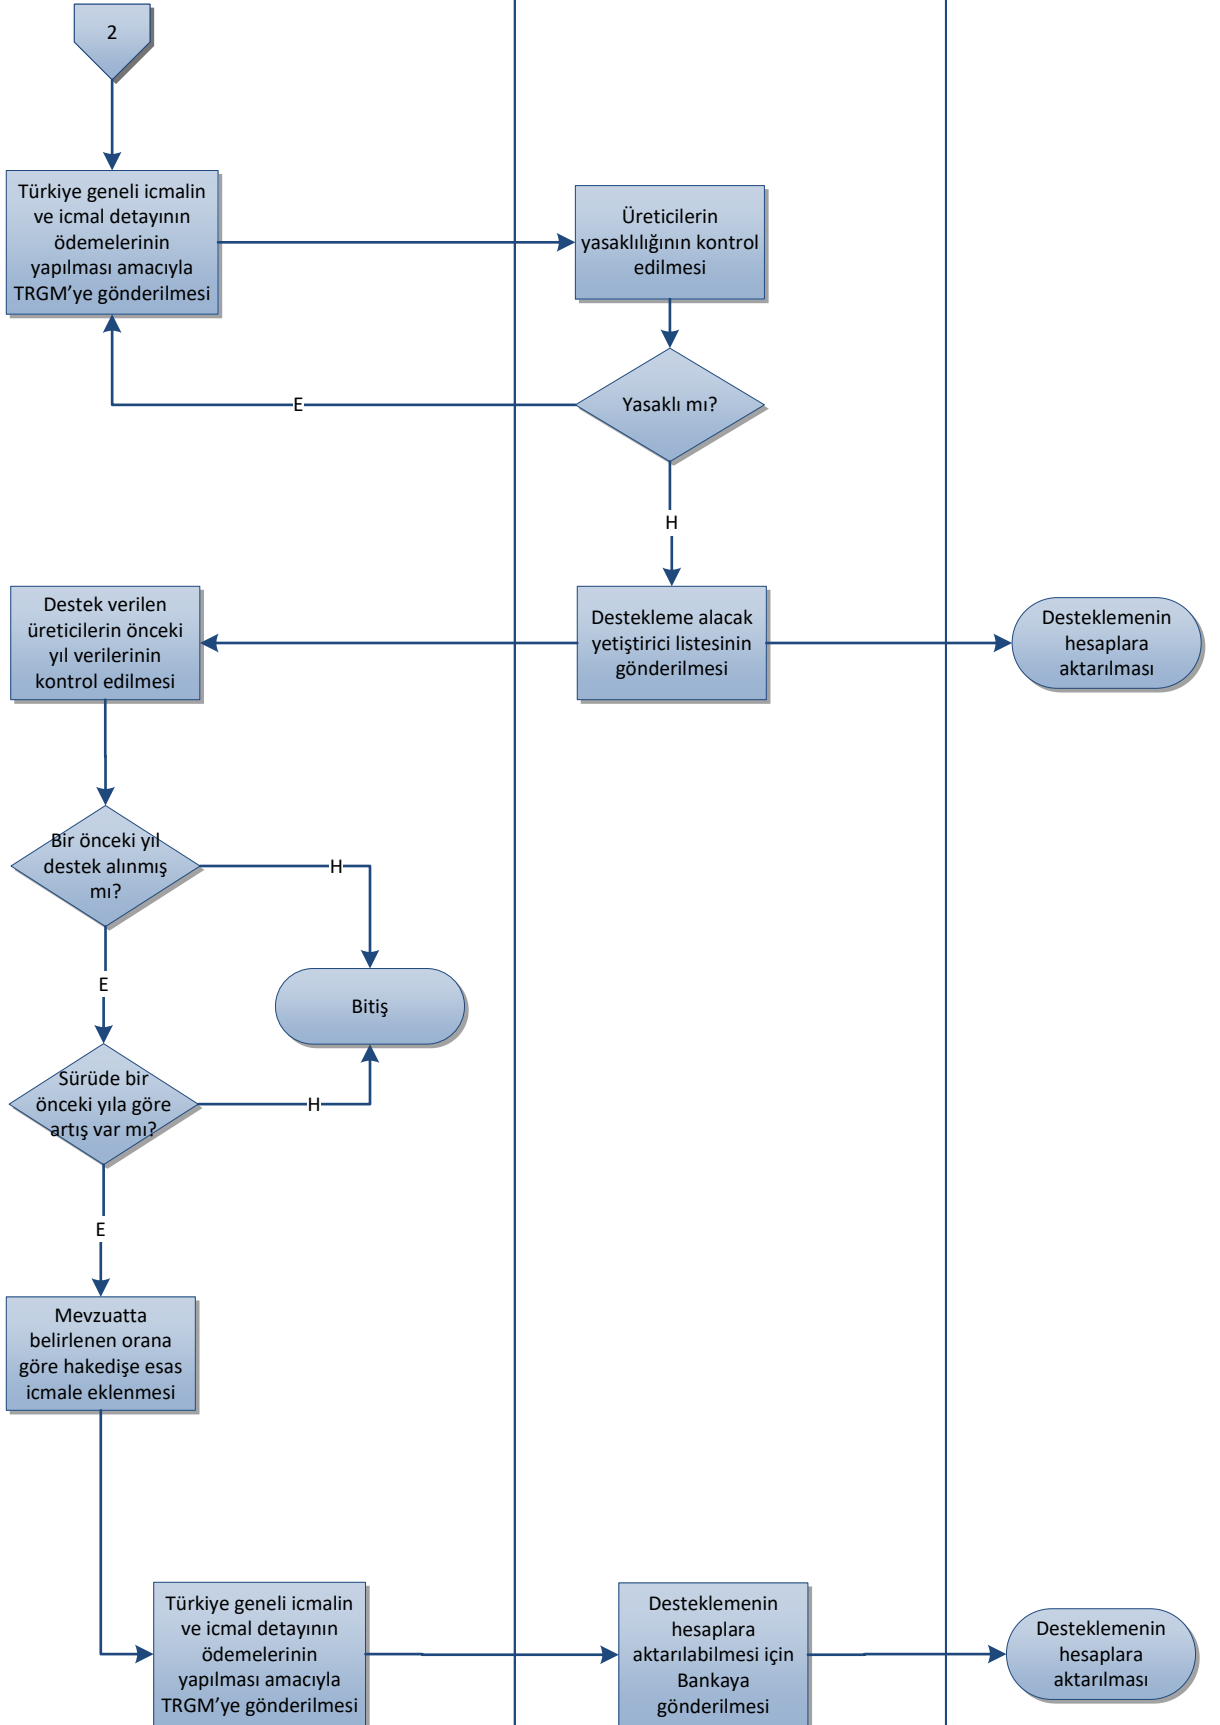 2
Türkiye geneli icmalin
ve icmal detayının
ödemelerinin
yapılması amacıyla
TRGM’ye gönderilmesi
Üreticilerin
yasaklılığının kontrol
edilmesi
Yasaklı mı?
E
H
Destek verilen
üreticilerin önceki
yıl verilerinin
kontrol edilmesi
Destekleme alacak
yetiştirici listesinin
gönderilmesi
Desteklemenin
hesaplara
aktarılması
Bir önceki yıl
destek alınmış
mı?
H
E
Bitiş
Sürüde bir
önceki yıla göre
artış var mı?
H
E
Mevzuatta
belirlenen orana
göre hakedişe esas
icmale eklenmesi
Türkiye geneli icmalin
ve icmal detayının
ödemelerinin
yapılması amacıyla
TRGM’ye gönderilmesi
Desteklemenin
hesaplara
aktarılabilmesi için
Bankaya
gönderilmesi
Desteklemenin
hesaplara
aktarılması